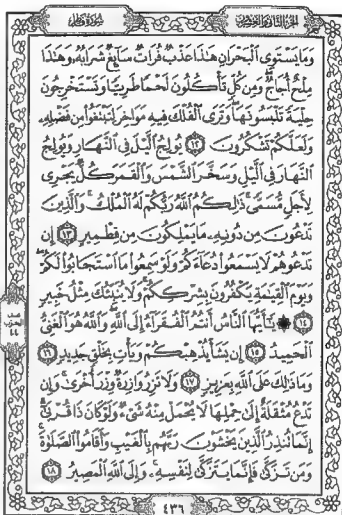 الجزء الثاني والعشرون
سورة فاطر
وَمَا يَسْتَوِى ٱلْبَحْرَانِ هَٰذَا عَذْبٌ فُرَاتٌ سَآئِغٌ شَرَابُهُۥ وَهَٰذَا
مِلْحٌ أُجَاجٌ ۖ وَمِن كُلٍّ تَأْكُلُونَ لَحْمًا طَرِيًّا وَتَسْتَخْرِجُونَ
حِلْيَةً تَلْبَسُونَهَا ۖ وَتَرَى ٱلْفُلْكَ فِيهِ مَوَاخِرَ لِتَبْتَغُوا۟ مِن فَضْلِهِۦ
وَلَعَلَّكُمْ تَشْكُرُونَ ١٢ يُولِجُ ٱلَّيْلَ فِى ٱلنَّهَارِ وَيُولِجُ
ٱلنَّهَارَ فِى ٱلَّيْلِ وَسَخَّرَ ٱلشَّمْسَ وَٱلْقَمَرَ كُلٌّ يَجْرِى
لِأَجَلٍ مُّسَمًّى ۚ ذَٰلِكُمُ ٱللَّهُ رَبُّكُمْ لَهُ ٱلْمُلْكُ ۚ وَٱلَّذِينَ
تَدْعُونَ مِن دُونِهِۦ مَا يَمْلِكُونَ مِن قِطْمِيرٍ ١٣ إِن
تَدْعُوهُمْ لَا يَسْمَعُوا۟ دُعَآءَكُمْ وَلَوْ سَمِعُوا۟ مَا ٱسْتَجَابُوا۟ لَكُمْ ۖ
وَيَوْمَ ٱلْقِيَٰمَةِ يَكْفُرُونَ بِشِرْكِكُمْ ۚ وَلَا يُنَبِّئُكَ مِثْلُ خَبِيرٍ
١٤ ۞ يَٰٓأَيُّهَا ٱلنَّاسُ أَنتُمُ ٱلْفُقَرَآءُ إِلَى ٱللَّهِ ۖ وَٱللَّهُ هُوَ ٱلْغَنِىُّ
ٱلْحَمِيدُ ١٥ إِن يَشَأْ يُذْهِبْكُمْ وَيَأْتِ بِخَلْقٍ جَدِيدٍ ١٦
وَمَا ذَٰلِكَ عَلَى ٱللَّهِ بِعَزِيزٍ ١٧ وَلَا تَزِرُ وَازِرَةٌ وِزْرَ أُخْرَىٰ ۚ وَإِن
تَدْعُ مُثْقَلَةٌ إِلَىٰ حِمْلِهَا لَا يُحْمَلْ مِنْهُ شَىْءٌ وَلَوْ كَانَ ذَا قُرْبَىٰٓ ۗ
إِنَّمَا تُنذِرُ ٱلَّذِينَ يَخْشَوْنَ رَبَّهُم بِٱلْغَيْبِ وَأَقَامُوا۟ ٱلصَّلَوٰةَ ۚ
وَمَن تَزَكَّىٰ فَإِنَّمَا يَتَزَكَّىٰ لِنَفْسِهِۦ ۚ وَإِلَى ٱللَّهِ ٱلْمَصِيرُ ١٨
نصف
الحزب
٤٤
٤٣٦